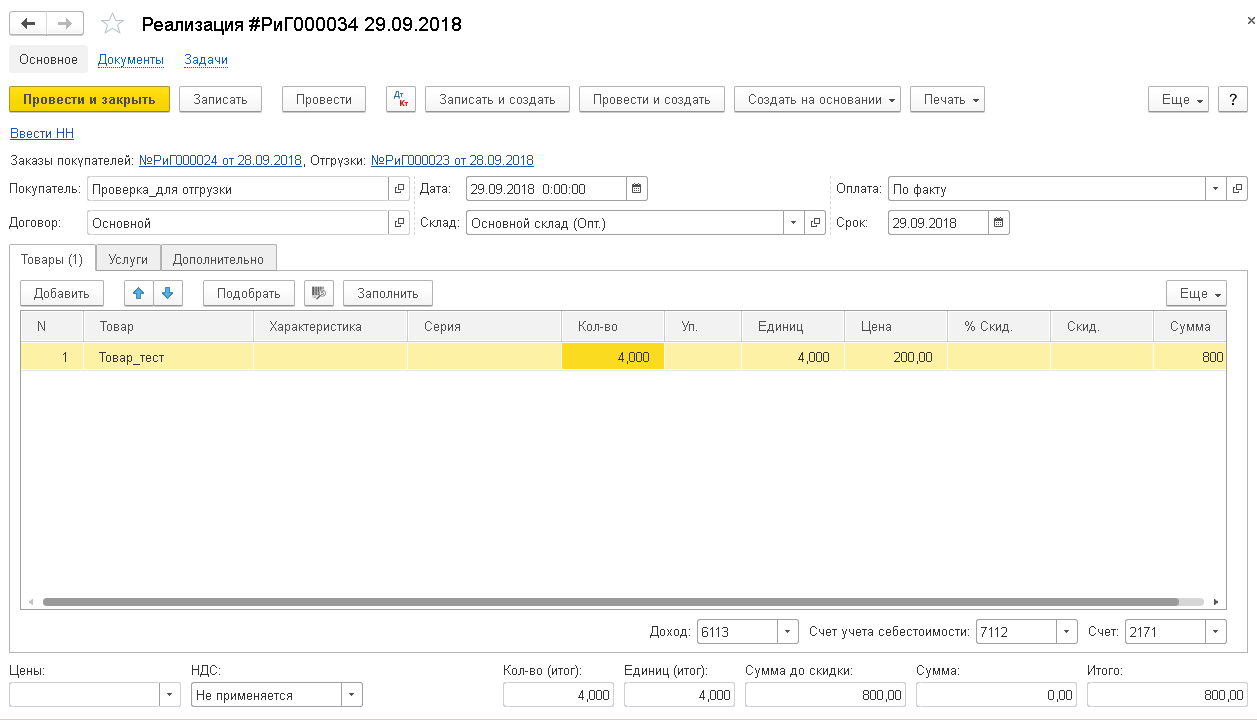 Реализация #РиГ000034 29.09.2018
Основное Документы Задачи
Провести и закрыть Записать Провести Дт Кт Записать и создать Провести и создать Создать на основании Печать Еще ?
Ввести НН
Заказы покупателей: №РиГ000024 от 28.09.2018, Отгрузки: №РиГ000023 от 28.09.2018
Покупатель: Проверка_для отгрузки Дата: 29.09.2018 0:00:00 Оплата: По факту
Договор: Основной Склад: Основной склад (Опт.) Срок: 29.09.2018
Товары (1) Услуги Дополнительно
Добавить Подобрать Заполнить Еще
N Товар Характеристика Серия Кол-во Уп. Единиц Цена % Скид. Скид. Сумма
1 Товар_тест 4,000 4,000 200,00 800
Доход: 6113 Счет учета себестоимости: 7112 Счет: 2171
Цены: НДС: Кол-во (итог): Единиц (итог): Сумма до скидки: Сумма: Итого:
Не применяется 4,000 4,000 800,00 0,00 800,00